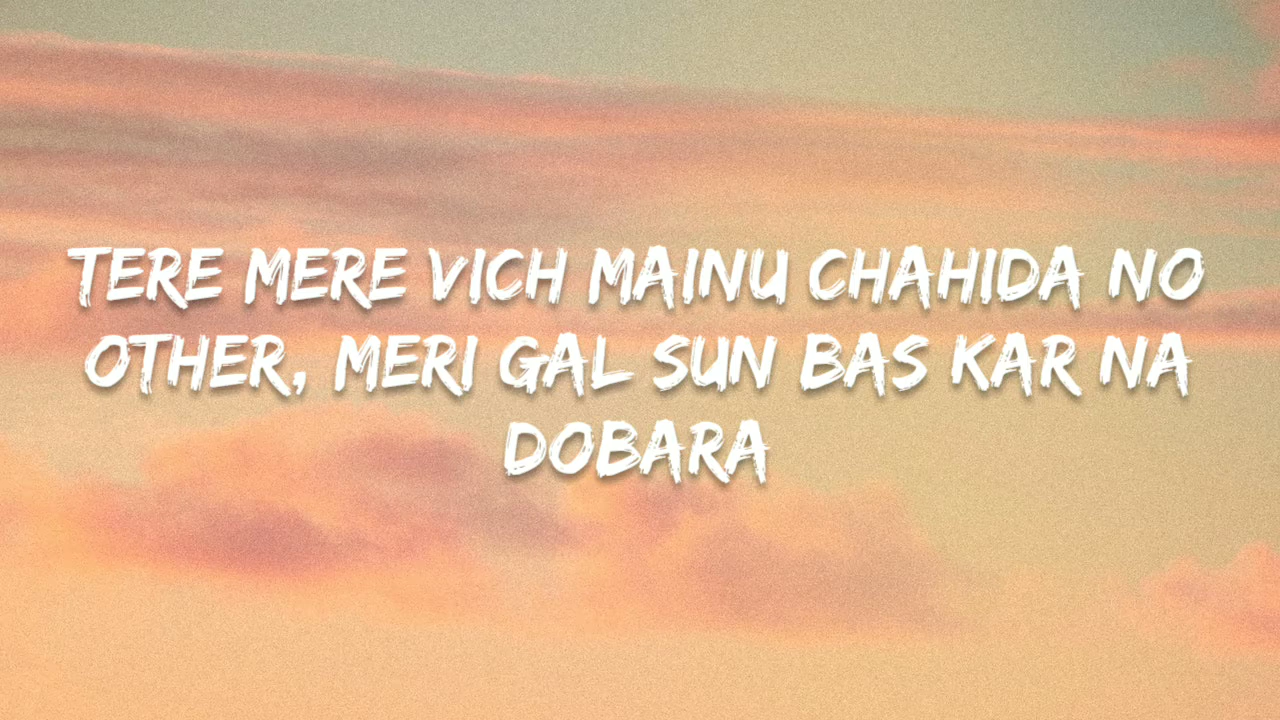 TERE MERE VICH MAINU CHAHIDA NO
OTHER, MERI GAL SUN BAS KAR NA
DOBARA